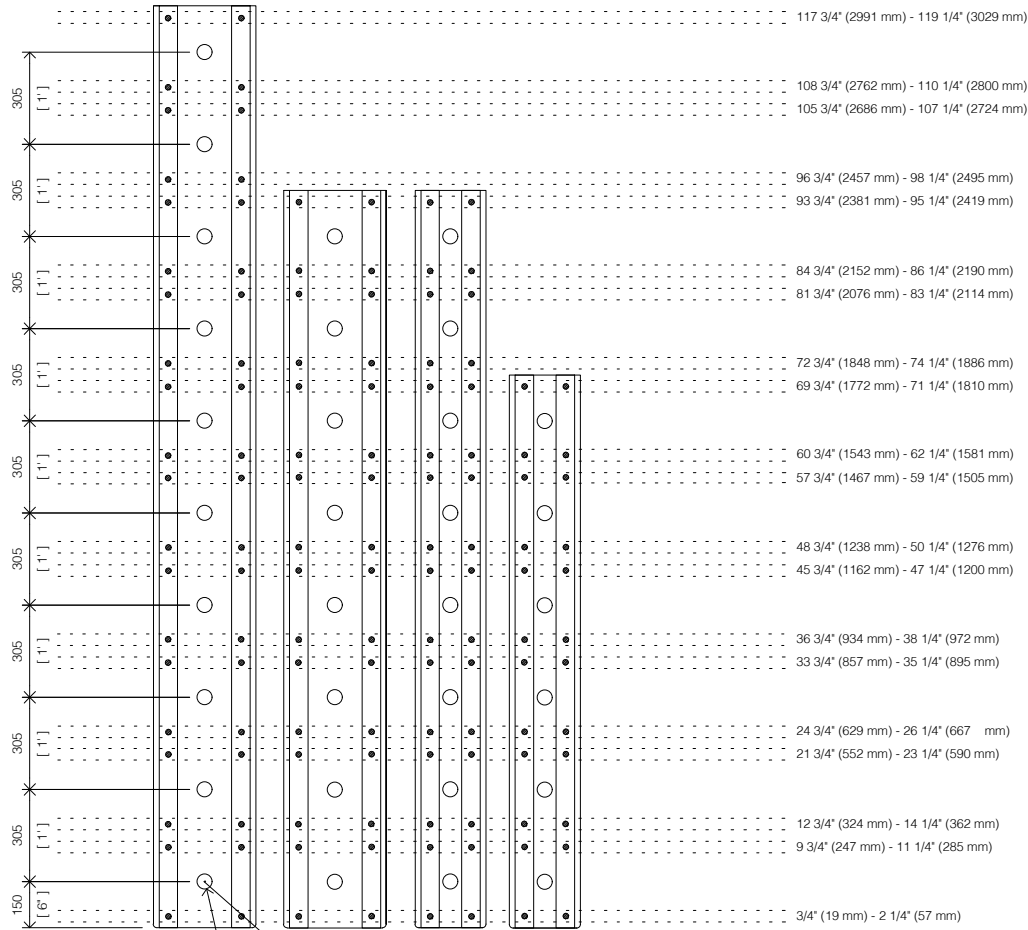 117 3/4" (2991 mm) - 119 1/4" (3029 mm)
108 3/4" (2762 mm) - 110 1/4" (2800 mm)
105 3/4" (2686 mm) - 107 1/4" (2724 mm)
96 3/4" (2457 mm) - 98 1/4" (2495 mm)
93 3/4" (2381 mm) - 95 1/4" (2419 mm)
84 3/4" (2152 mm) - 86 1/4" (2190 mm)
81 3/4" (2076 mm) - 83 1/4" (2114 mm)
72 3/4" (1848 mm) - 74 1/4" (1886 mm)
69 3/4" (1772 mm) - 71 1/4" (1810 mm)
60 3/4" (1543 mm) - 62 1/4" (1581 mm)
57 3/4" (1467 mm) - 59 1/4" (1505 mm)
48 3/4" (1238 mm) - 50 1/4" (1276 mm)
45 3/4" (1162 mm) - 47 1/4" (1200 mm)
36 3/4" (934 mm) - 38 1/4" (972 mm)
33 3/4" (857 mm) - 35 1/4" (895 mm)
24 3/4" (629 mm) - 26 1/4" (667 mm)
21 3/4" (552 mm) - 23 1/4" (590 mm)
12 3/4" (324 mm) - 14 1/4" (362 mm)
9 3/4" (247 mm) - 11 1/4" (285 mm)
3/4" (19 mm) - 2 1/4" (57 mm)
305
[ 1' ]
305
[ 1' ]
305
[ 1' ]
305
[ 1' ]
305
[ 1' ]
305
[ 1' ]
305
[ 1' ]
305
[ 1' ]
305
[ 1' ]
150
[ 6" ]